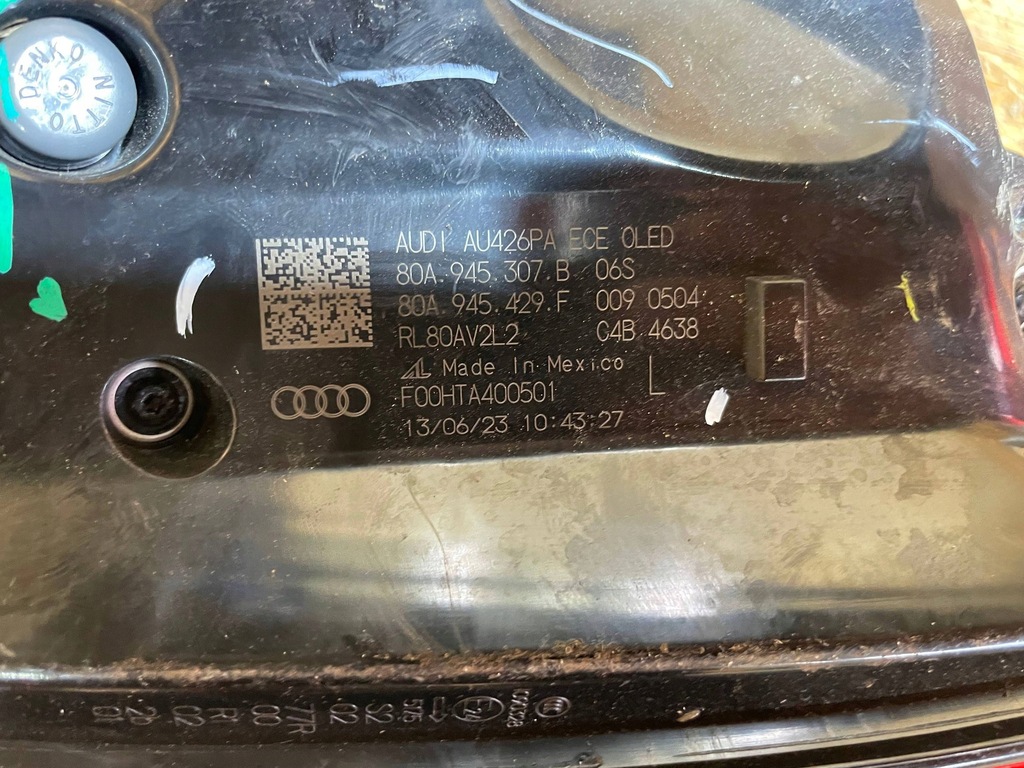 NITTO DENKO
AUDI AU426PA ECE OLED
80A.945.307.B 06S
80A.945.429.F 009 0504
RL80AV2L2 C4B 4638
AL Made In Mexico
F00HTA400501 L
13/06/23 10:43:27